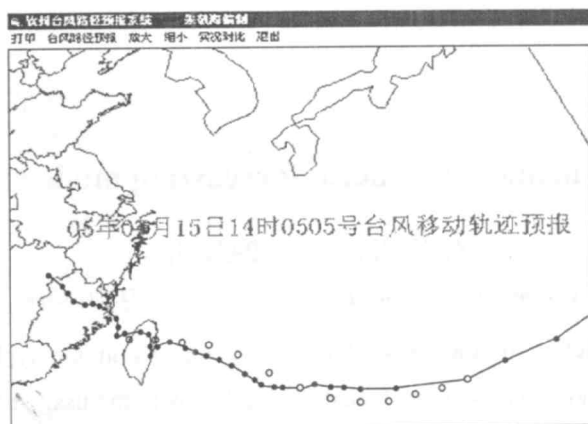 台风路径预报系统 编制
打印 台风路径预报 放大 缩小 实况对比 退出
05年 月15日14时0505号台风移动轨迹预报